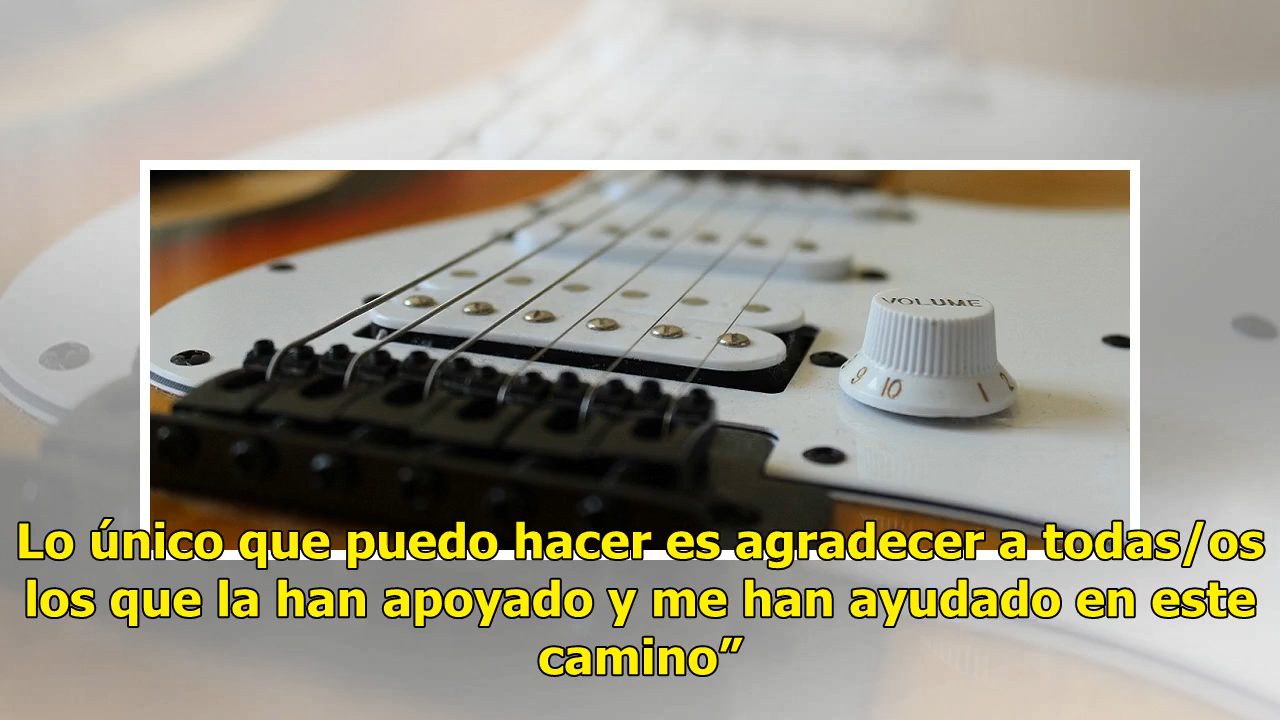 VOLUME
9 10 1 2
Lo único que puedo hacer es agradecer a todas/os
los que la han apoyado y me han ayudado en este
camino”